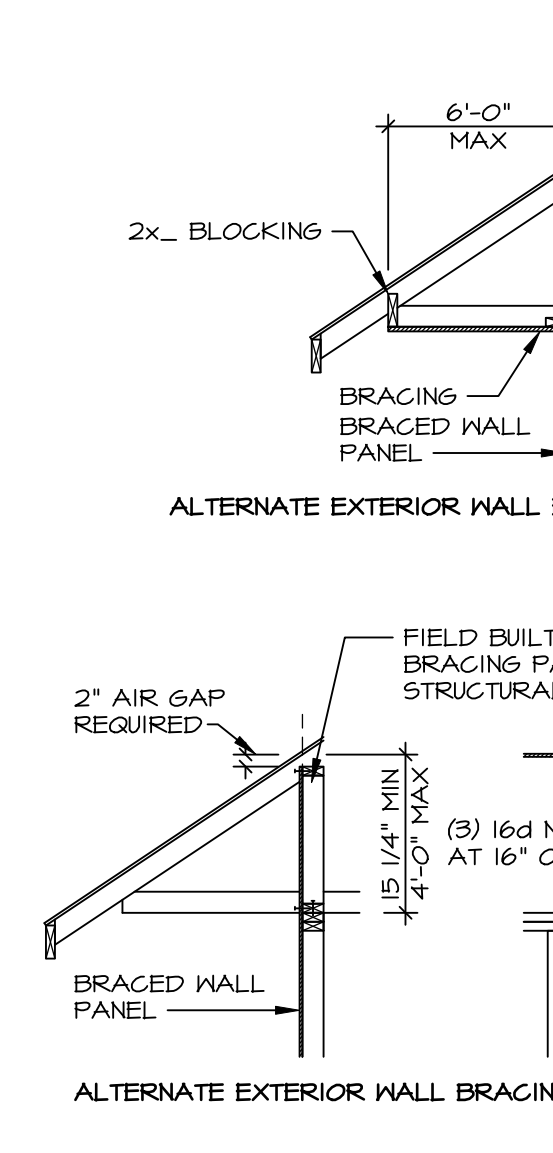 6'-0"
MAX
2x_ BLOCKING
BRACING
BRACED WALL
PANEL
ALTERNATE EXTERIOR WALL
FIELD BUILT
BRACING
STRUCTURAL
2" AIR GAP
REQUIRED
15 1/4" MIN
4'-0" MAX
(3) 16d
AT 16"
BRACED WALL
PANEL
ALTERNATE EXTERIOR WALL BRACIN